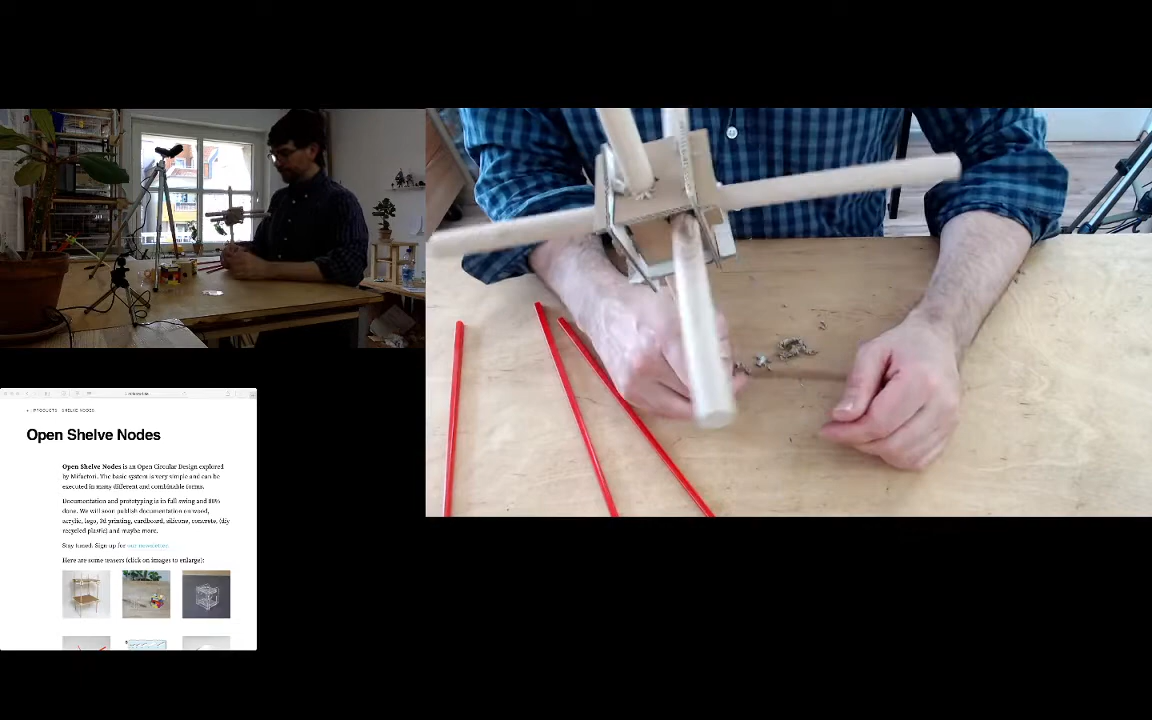 PRODUCTS SHELVE NODES
Open Shelve Nodes
Open Shelve Nodes is an Open Circular Design explored
by Mifactori. The basic system is very simple and can be
executed in many different and combinable forms.
Documentation and prototyping is in full swing and 80%
done. We will soon publish documentation on wood,
acrylic, lego, 3d printing, cardboard, silicone, concrete, (diy
recycled plastic) and maybe more.
Stay tuned. Sign up for our newsletter.
Here are some teasers (click on images to enlarge):